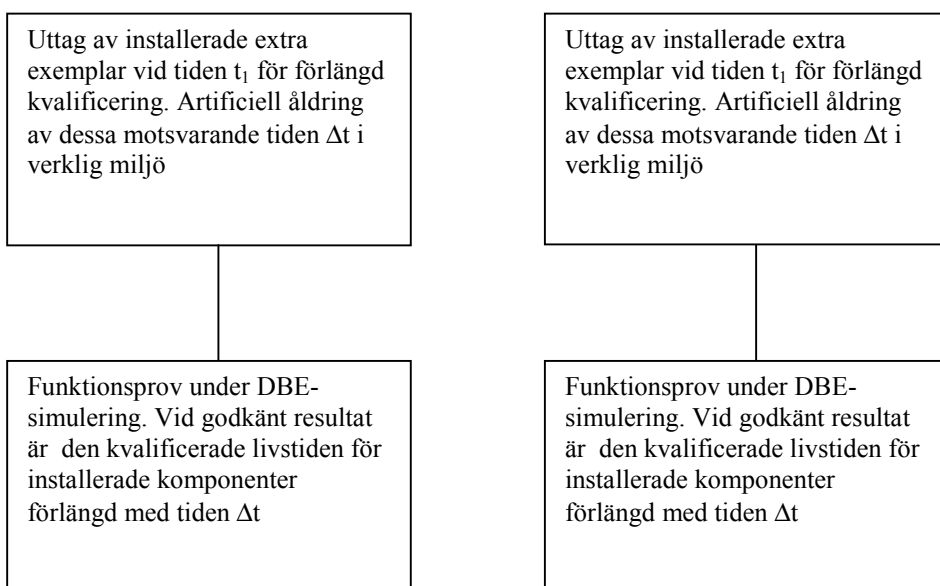 Uttag av installerade extra
exemplar vid tiden t₁ för förlängd
kvalificering. Artificiell åldring
av dessa motsvarande tiden Δt i
verklig miljö
Uttag av installerade extra
exemplar vid tiden t₁ för förlängd
kvalificering. Artificiell åldring
av dessa motsvarande tiden Δt i
verklig miljö
Funktionsprov under DBE-
simulering. Vid godkänt resultat
är  den kvalificerade livstiden för
installerade komponenter
förlängd med tiden Δt
Funktionsprov under DBE-
simulering. Vid godkänt resultat
är  den kvalificerade livstiden för
installerade komponenter
förlängd med tiden Δt